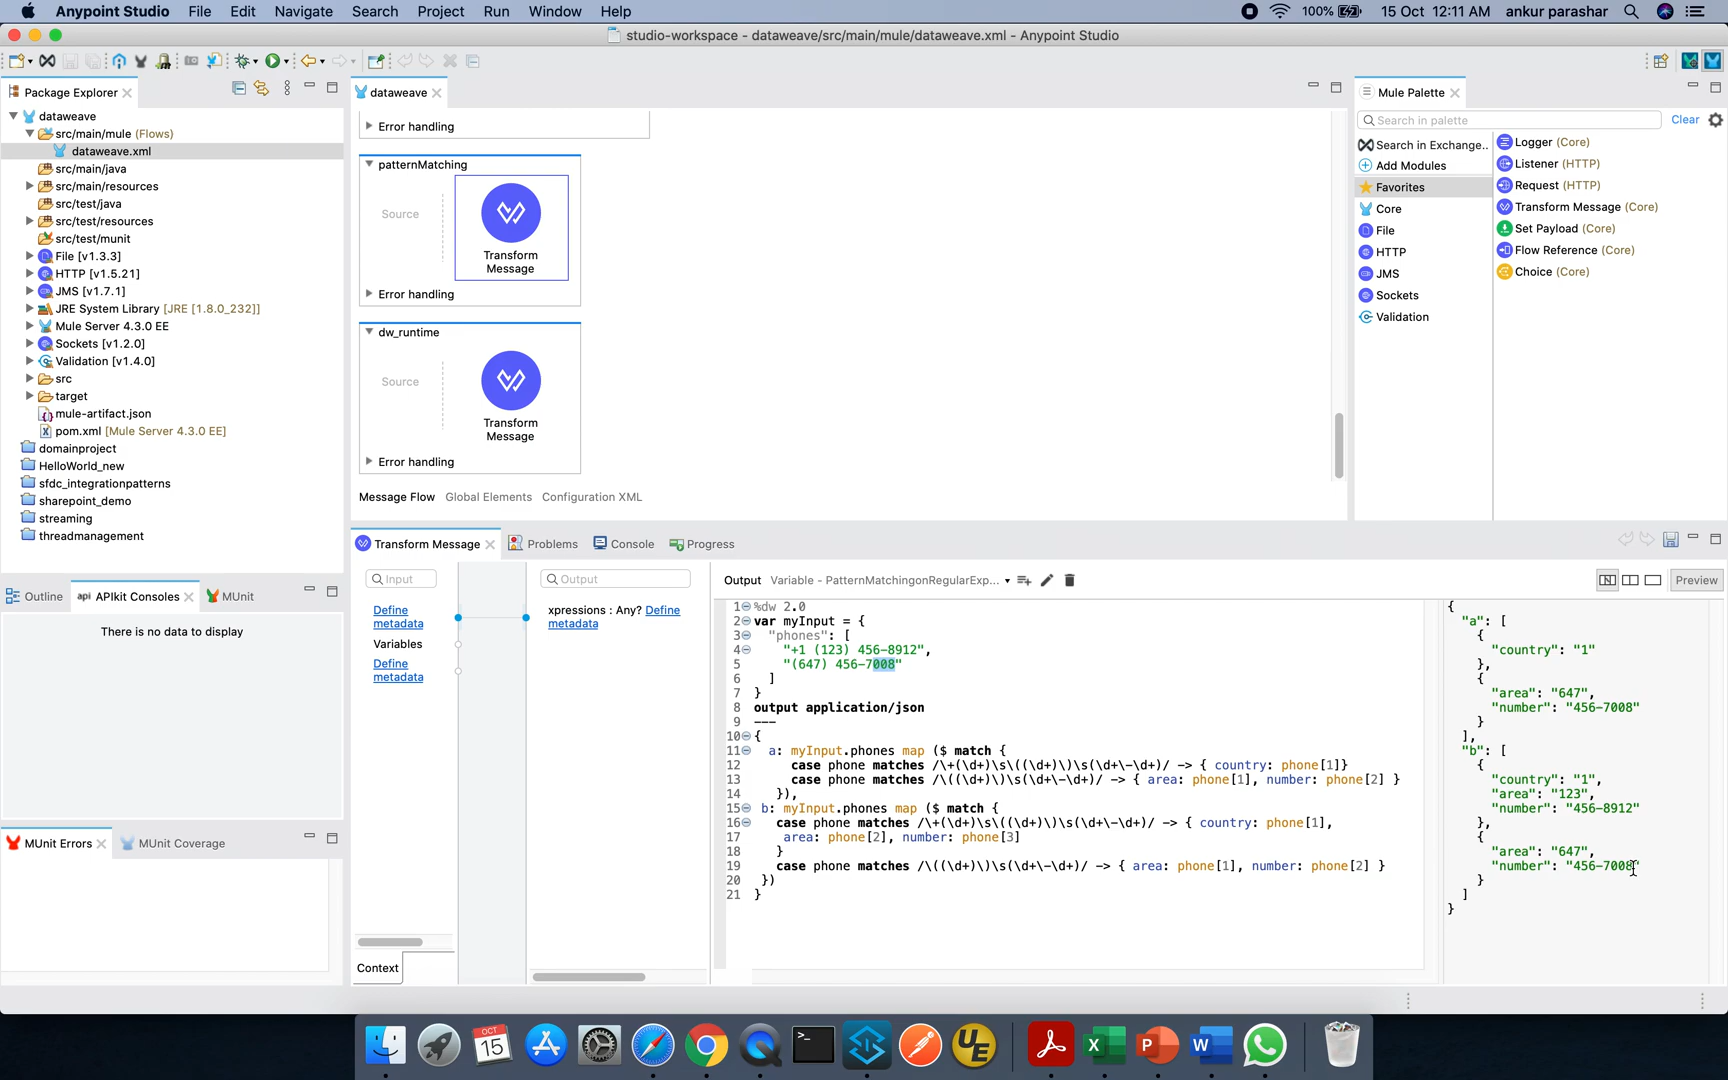 Anypoint Studio File Edit Navigate Search Project Run Window Help 100% 15 Oct 12:11 AM ankur parashar
studio-workspace - dataweave/src/main/mule/dataweave.xml - Anypoint Studio
Package Explorer
dataweave
src/main/mule (Flows)
dataweave.xml
src/main/java
src/main/resources
src/test/java
src/test/resources
src/test/munit
File [v1.3.3]
HTTP [v1.5.21]
JMS [v1.7.1]
JRE System Library [JRE [1.8.0_232]]
Mule Server 4.3.0 EE
Sockets [v1.2.0]
Validation [v1.4.0]
src
target
mule-artifact.json
pom.xml [Mule Server 4.3.0 EE]
domainproject
HelloWorld_new
sfdc_integrationpatterns
sharepoint_demo
streaming
threadmanagement
dataweave
Error handling
patternMatching
Source
Transform
Message
Error handling
dw_runtime
Source
Transform
Message
Error handling
Message Flow Global Elements Configuration XML
Mule Palette
Search in palette
Clear
Search in Exchange..
Add Modules
Favorites
Core
File
HTTP
JMS
Sockets
Validation
Logger (Core)
Listener (HTTP)
Request (HTTP)
Transform Message (Core)
Set Payload (Core)
Flow Reference (Core)
Choice (Core)
Outline api APIkit Consoles MUnit
There is no data to display
MUnit Errors MUnit Coverage
Transform Message Problems Console Progress
Input
Define
metadata
Variables
Define
metadata
Context
Output
xpressions : Any? Define
metadata
Output Variable - PatternMatchingonRegularExp... Preview
1 %dw 2.0
2 var myInput = {
3 "phones": [
4 "+1 (123) 456-8912",
5 "(647) 456-7008"
6 ]
7 }
8 output application/json
9 ---
10 {
11 a: myInput.phones map ($ match {
12 case phone matches /\+(\d+)\s\((\d+)\)\s(\d+\-\d+)/ -> { country: phone[1]}
13 case phone matches /\((\d+)\)\s(\d+\-\d+)/ -> { area: phone[1], number: phone[2] }
14 }),
15 b: myInput.phones map ($ match {
16 case phone matches /\+(\d+)\s\((\d+)\)\s(\d+\-\d+)/ -> { country: phone[1],
17 area: phone[2], number: phone[3]
18 }
19 case phone matches /\((\d+)\)\s(\d+\-\d+)/ -> { area: phone[1], number: phone[2] }
20 })
21 }
{
"a": [
{
"country": "1"
},
{
"area": "647",
"number": "456-7008"
}
],
"b": [
{
"country": "1",
"area": "123",
"number": "456-8912"
},
{
"area": "647",
"number": "456-7008"
}
]
}
OCT
15
>_
UE
X
P
W